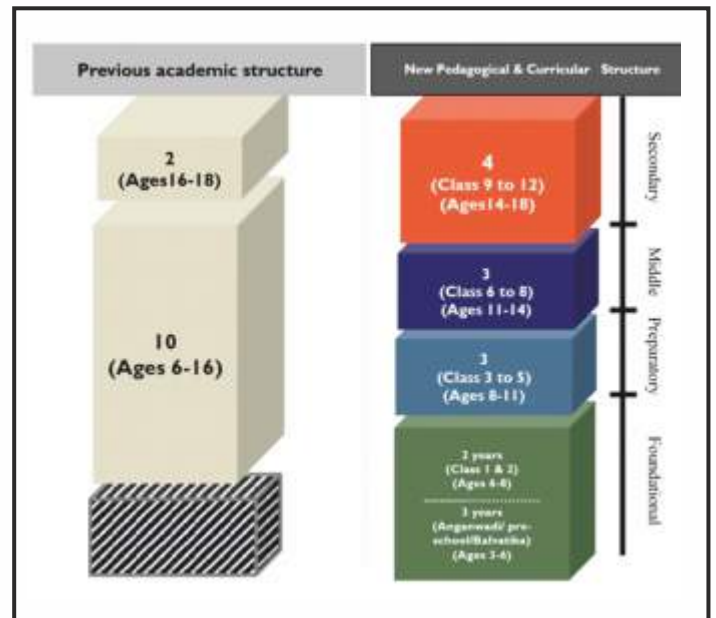 Previous academic structure
2
(Ages16-18)
10
(Ages 6-16)
New Pedagogical & Curricular Structure
4
(Class 9 to 12)
(Ages14-18)
3
(Class 6 to 8)
(Ages 11-14)
3
(Class 3 to 5)
(Ages 8-11)
2 years
(Class 1 & 2)
(Ages 6-8)
3 years
(Anganwadi/ pre-
school/Balvatika)
(Ages 3-6)
Secondary
Middle
Preparatory
Foundational